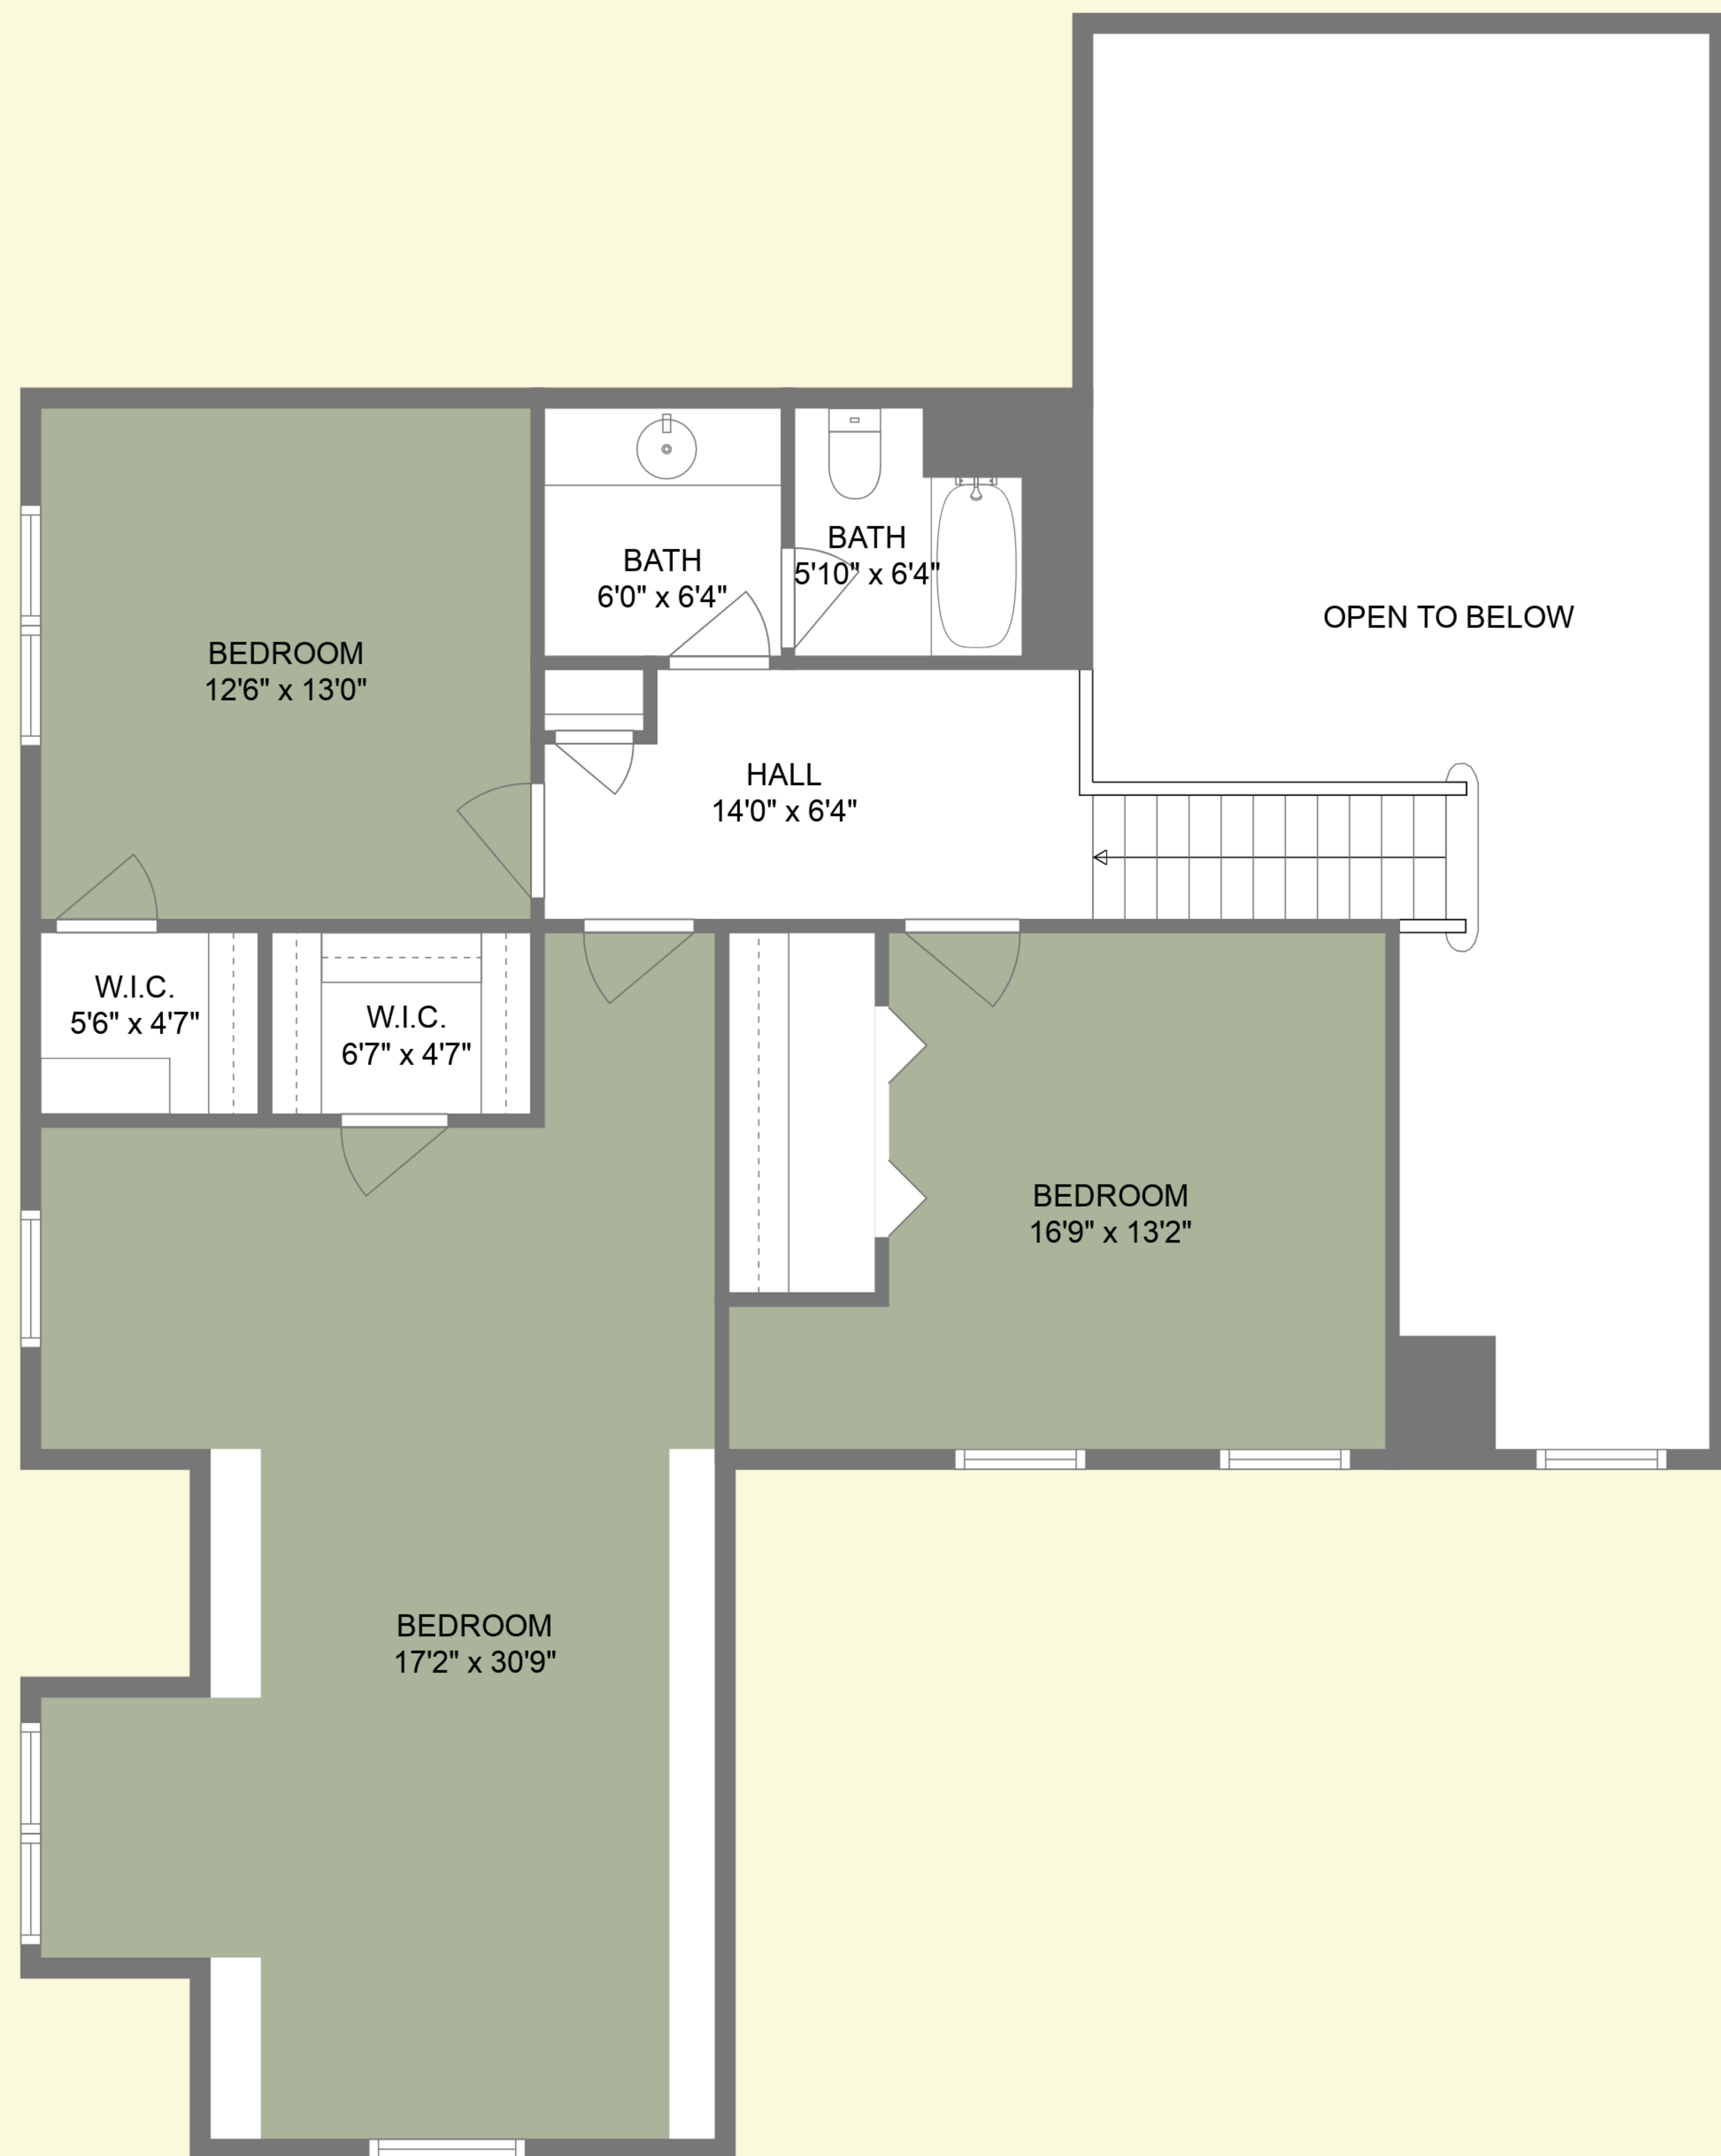 BATH
5'10" x 6'4"
BATH
6'0" x 6'4"
OPEN TO BELOW
BEDROOM
12'6" x 13'0"
HALL
14'0" x 6'4"
W.I.C.
5'6" x 4'7"
W.I.C.
6'7" x 4'7"
BEDROOM
16'9" x 13'2"
BEDROOM
17'2" x 30'9"